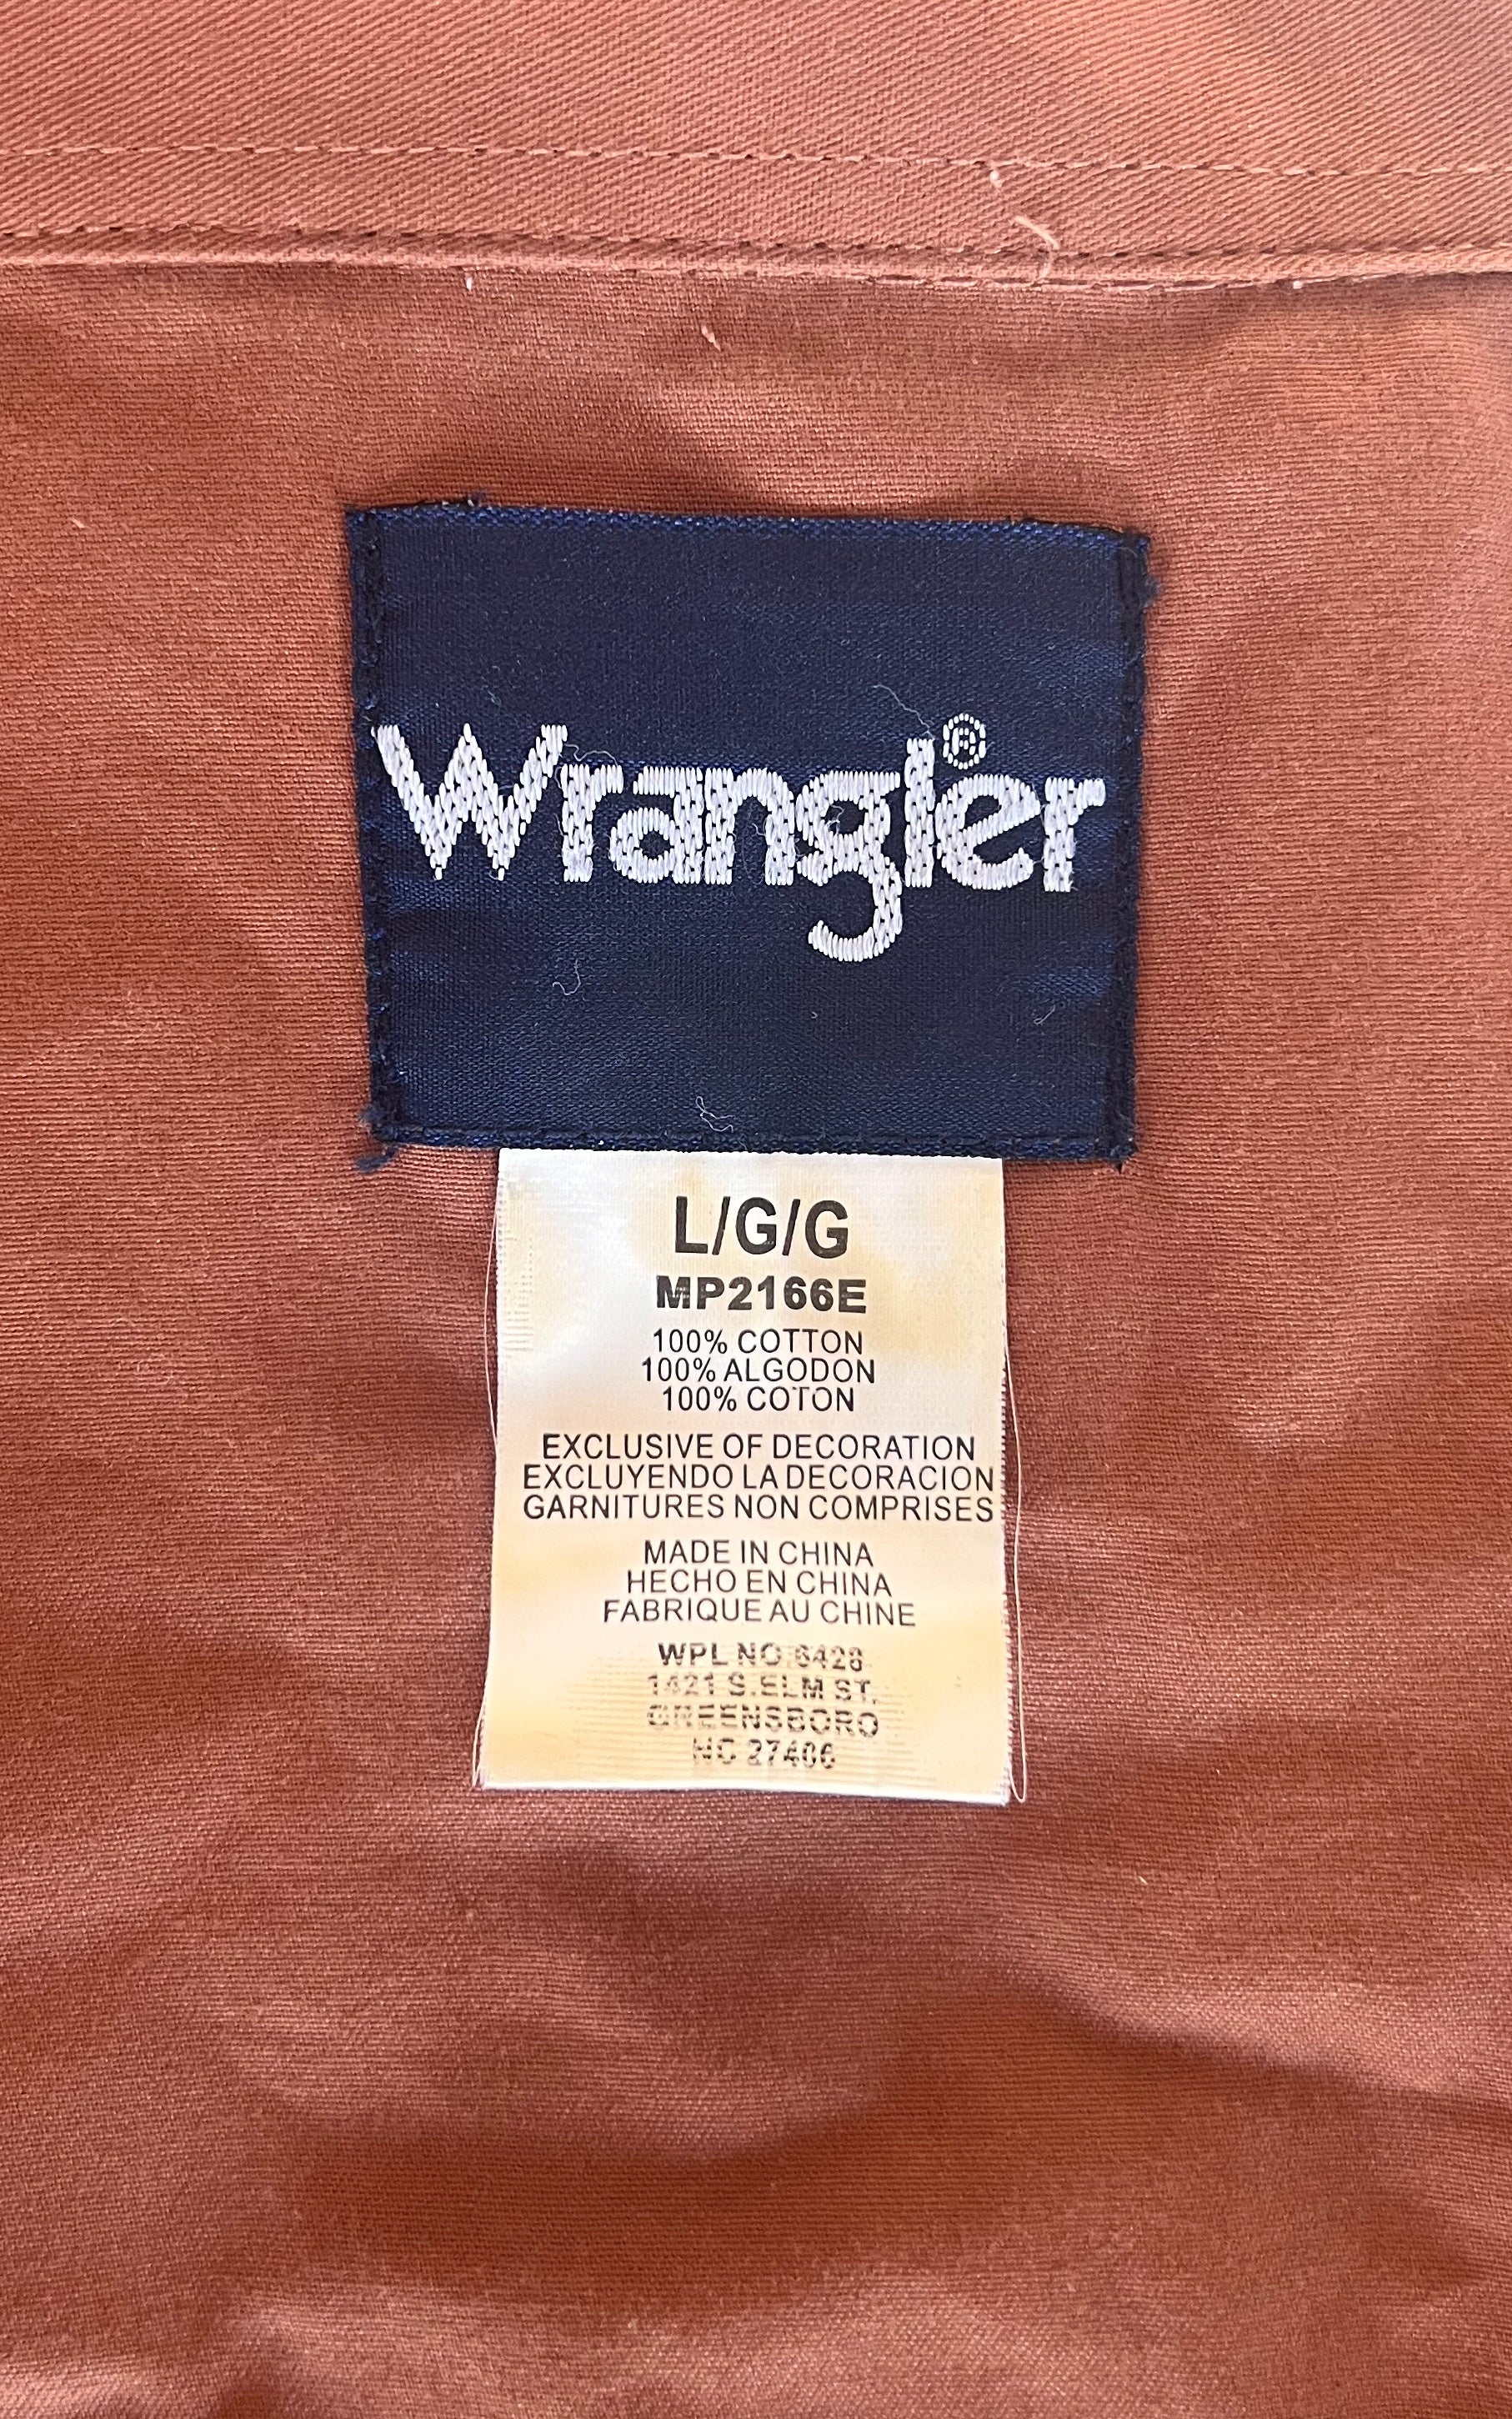 Wrangler®
L/G/G
MP2166E
100% COTTON
100% ALGODON
100% COTON
EXCLUSIVE OF DECORATION
EXCLUYENDO LA DECORACION
GARNITURES NON COMPRISES
MADE IN CHINA
HECHO EN CHINA
FABRIQUE AU CHINE
WPL NO 6428
1421 S.ELM ST.
GREENSBORO
NC 27406